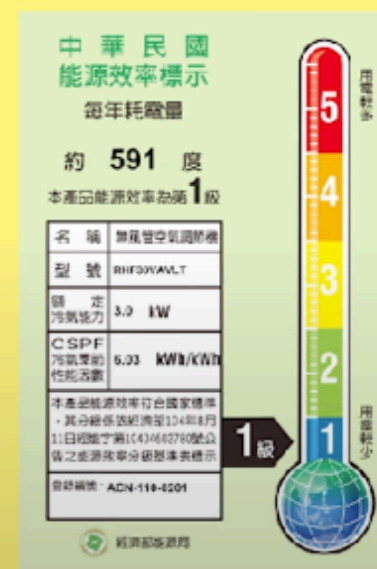 中華民國
能源效率標示
每年耗電量
約 591 度
本產品能源效率為第1級
名稱 無風管空氣調節機
型號 RHF30VAVLT
額定冷氣能力 3.0 kW
CSPF
冷氣季節性能因數 5.03 kWh/kWh
本產品能源效率符合國家標準
，其分級係依經濟部104年8月
11日經能字第10404603780號公
告之能源效率分級基準表標示
登錄編號：ACN-110-0201
經濟部能源局
用電較多
5
4
3
2
用電較少
1級
1